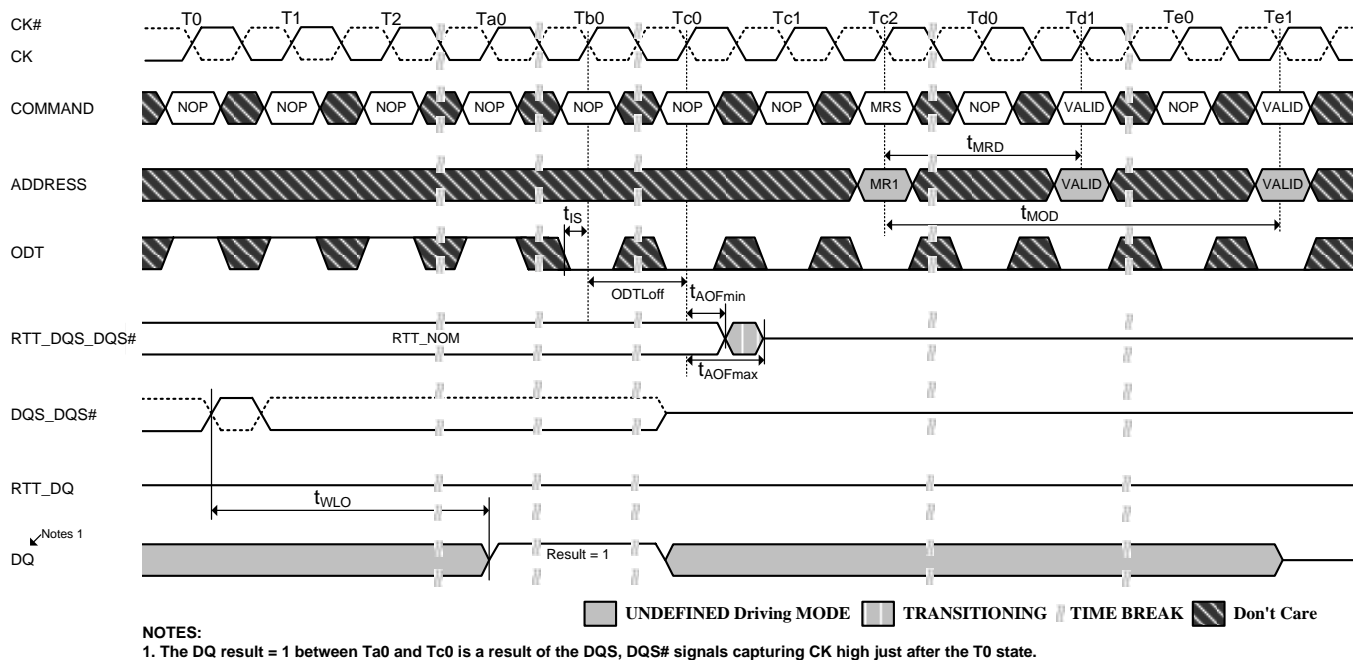 CK#
T0 T1 T2 Ta0 Tb0 Tc0 Tc1 Tc2 Td0 Td1 Te0 Te1
CK
COMMAND NOP NOP NOP NOP NOP NOP NOP MRS NOP VALID NOP VALID
tMRD
ADDRESS MR1 VALID VALID
tIS tMOD
ODT
ODTLoff tAOFmin
RTT_DQS_DQS# RTT_NOM
tAOFmax
DQS_DQS#
RTT_DQ
tWLO
Notes 1
DQ Result = 1
UNDEFINED Driving MODE TRANSITIONING TIME BREAK Don't Care
NOTES:
1. The DQ result = 1 between Ta0 and Tc0 is a result of the DQS, DQS# signals capturing CK high just after the T0 state.